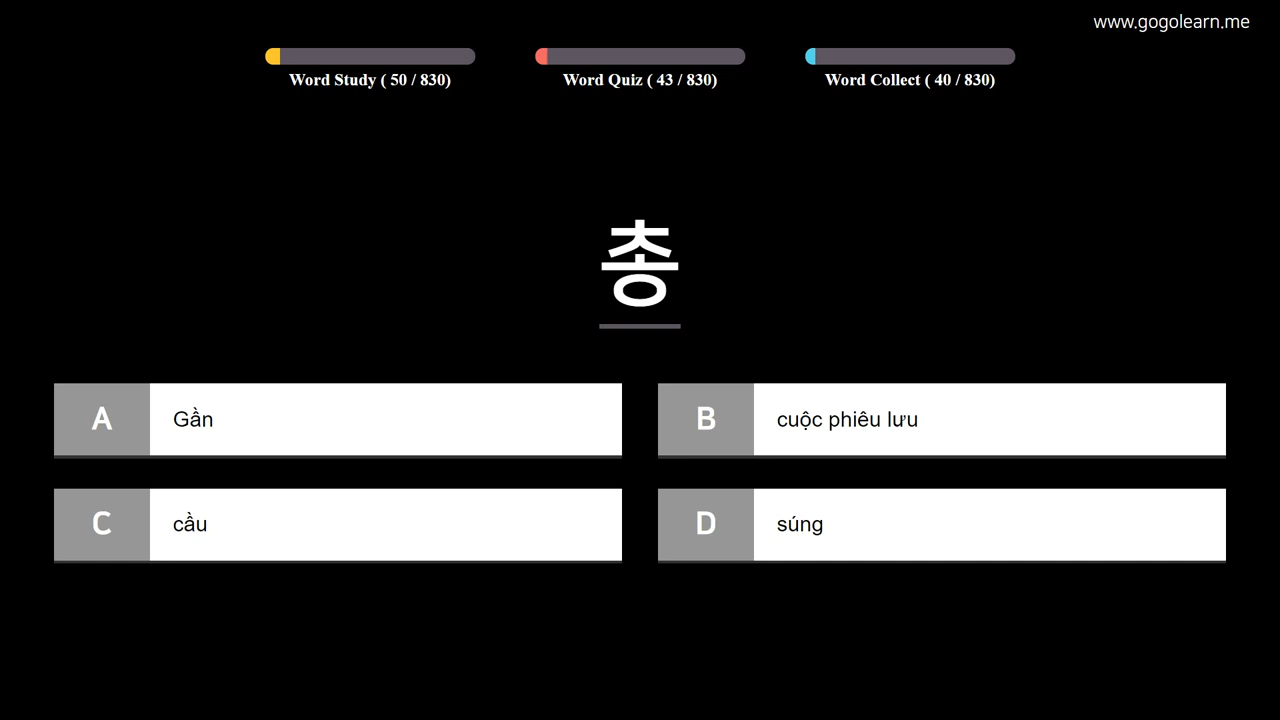 www.gogolearn.me
Word Study ( 50 / 830)
Word Quiz ( 43 / 830)
Word Collect ( 40 / 830)
총
A Gần
B cuộc phiêu lưu
C cầu
D súng